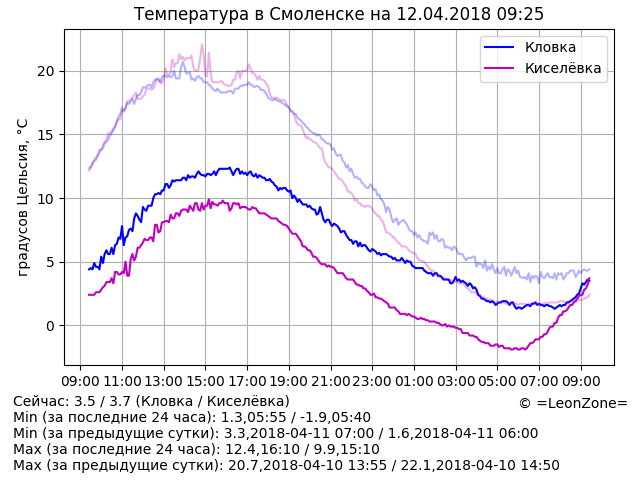 Температура в Смоленске на 12.04.2018 09:25
Кловка
Киселёвка
градусов Цельсия, °C
20
15
10
5
0
09:00 11:00 13:00 15:00 17:00 19:00 21:00 23:00 01:00 03:00 05:00 07:00 09:00
Сейчас: 3.5 / 3.7 (Кловка / Киселёвка)
© =LeonZone=
Min (за последние 24 часа): 1.3,05:55 / -1.9,05:40
Min (за предыдущие сутки): 3.3,2018-04-11 07:00 / 1.6,2018-04-11 06:00
Max (за последние 24 часа): 12.4,16:10 / 9.9,15:10
Max (за предыдущие сутки): 20.7,2018-04-10 13:55 / 22.1,2018-04-10 14:50